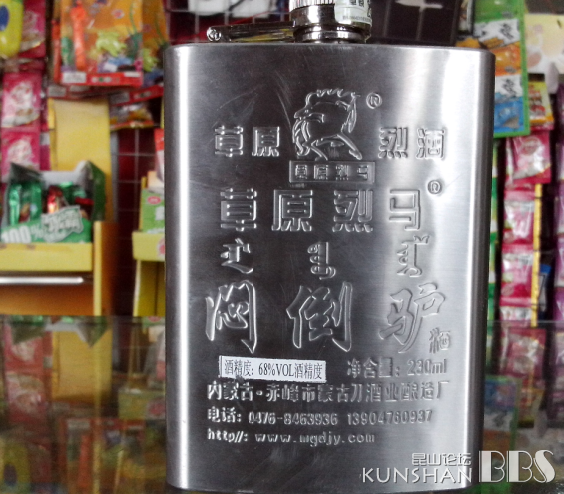 草原 ® 烈酒
草原烈马
草原烈马®
闷倒驴酒
酒精度: 68%VOL酒精度 净含量: 230ml
内蒙古·赤峰市蒙古刀酒业酿造厂
电话: 0476-8463936 13904760937
http//: www.mgdjy.com
昆山论坛
KUNSHAN BBS
100%